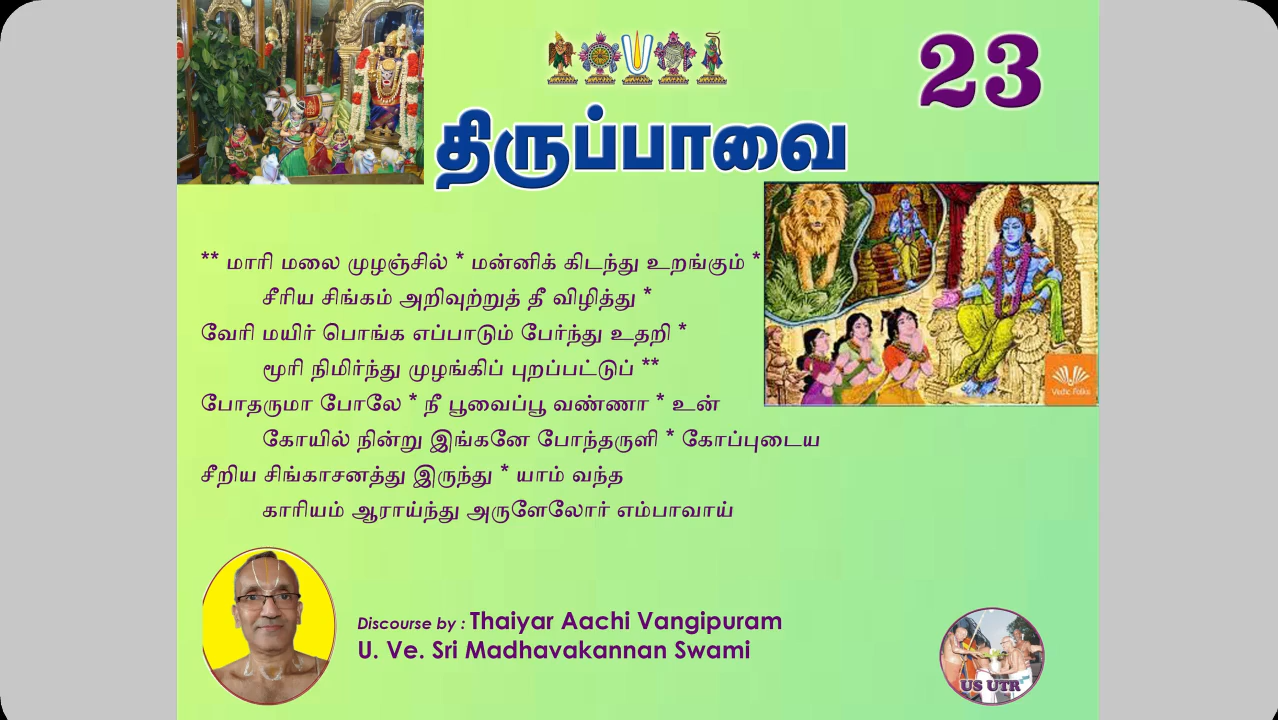 23
திருப்பாவை
** மாரி மலை முழஞ்சில் * மன்னிக் கிடந்து உறங்கும் *
சீரிய சிங்கம் அறிவுற்றுத் தீ விழித்து *
வேரி மயிர் பொங்க எப்பாடும் பேர்ந்து உதறி *
மூரி நிமிர்ந்து முழங்கிப் புறப்பட்டுப் **
போதருமா போலே * நீ பூவைப்பூ வண்ணா * உன்
கோயில் நின்று இங்கனே போந்தருளி * கோப்புடைய
சீறிய சிங்காசனத்து இருந்து * யாம் வந்த
காரியம் ஆராய்ந்து அருளேலோர் எம்பாவாய்
Vedic Folks
Discourse by : Thaiyar Aachi Vangipuram
U. Ve. Sri Madhavakannan Swami
US UTR